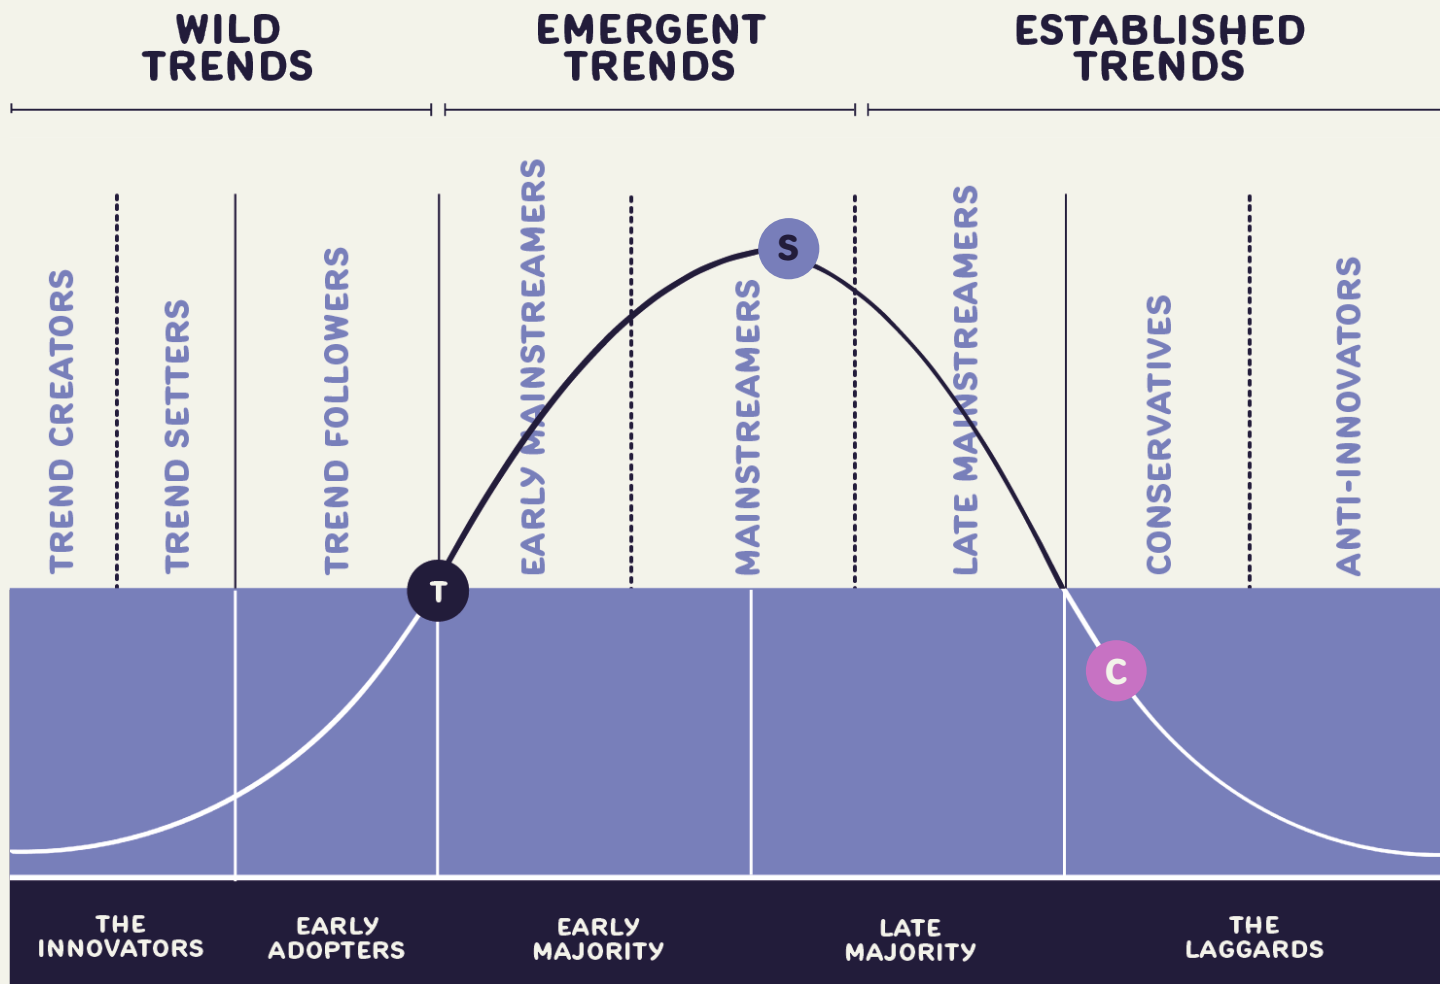 WILD
TRENDS
EMERGENT
TRENDS
ESTABLISHED
TRENDS
TREND CREATORS
TREND SETTERS
TREND FOLLOWERS
EARLY MAINSTREAMERS
MAINSTREAMERS
LATE MAINSTREAMERS
CONSERVATIVES
ANTI-INNOVATORS
S
T
C
THE
INNOVATORS
EARLY
ADOPTERS
EARLY
MAJORITY
LATE
MAJORITY
THE
LAGGARDS